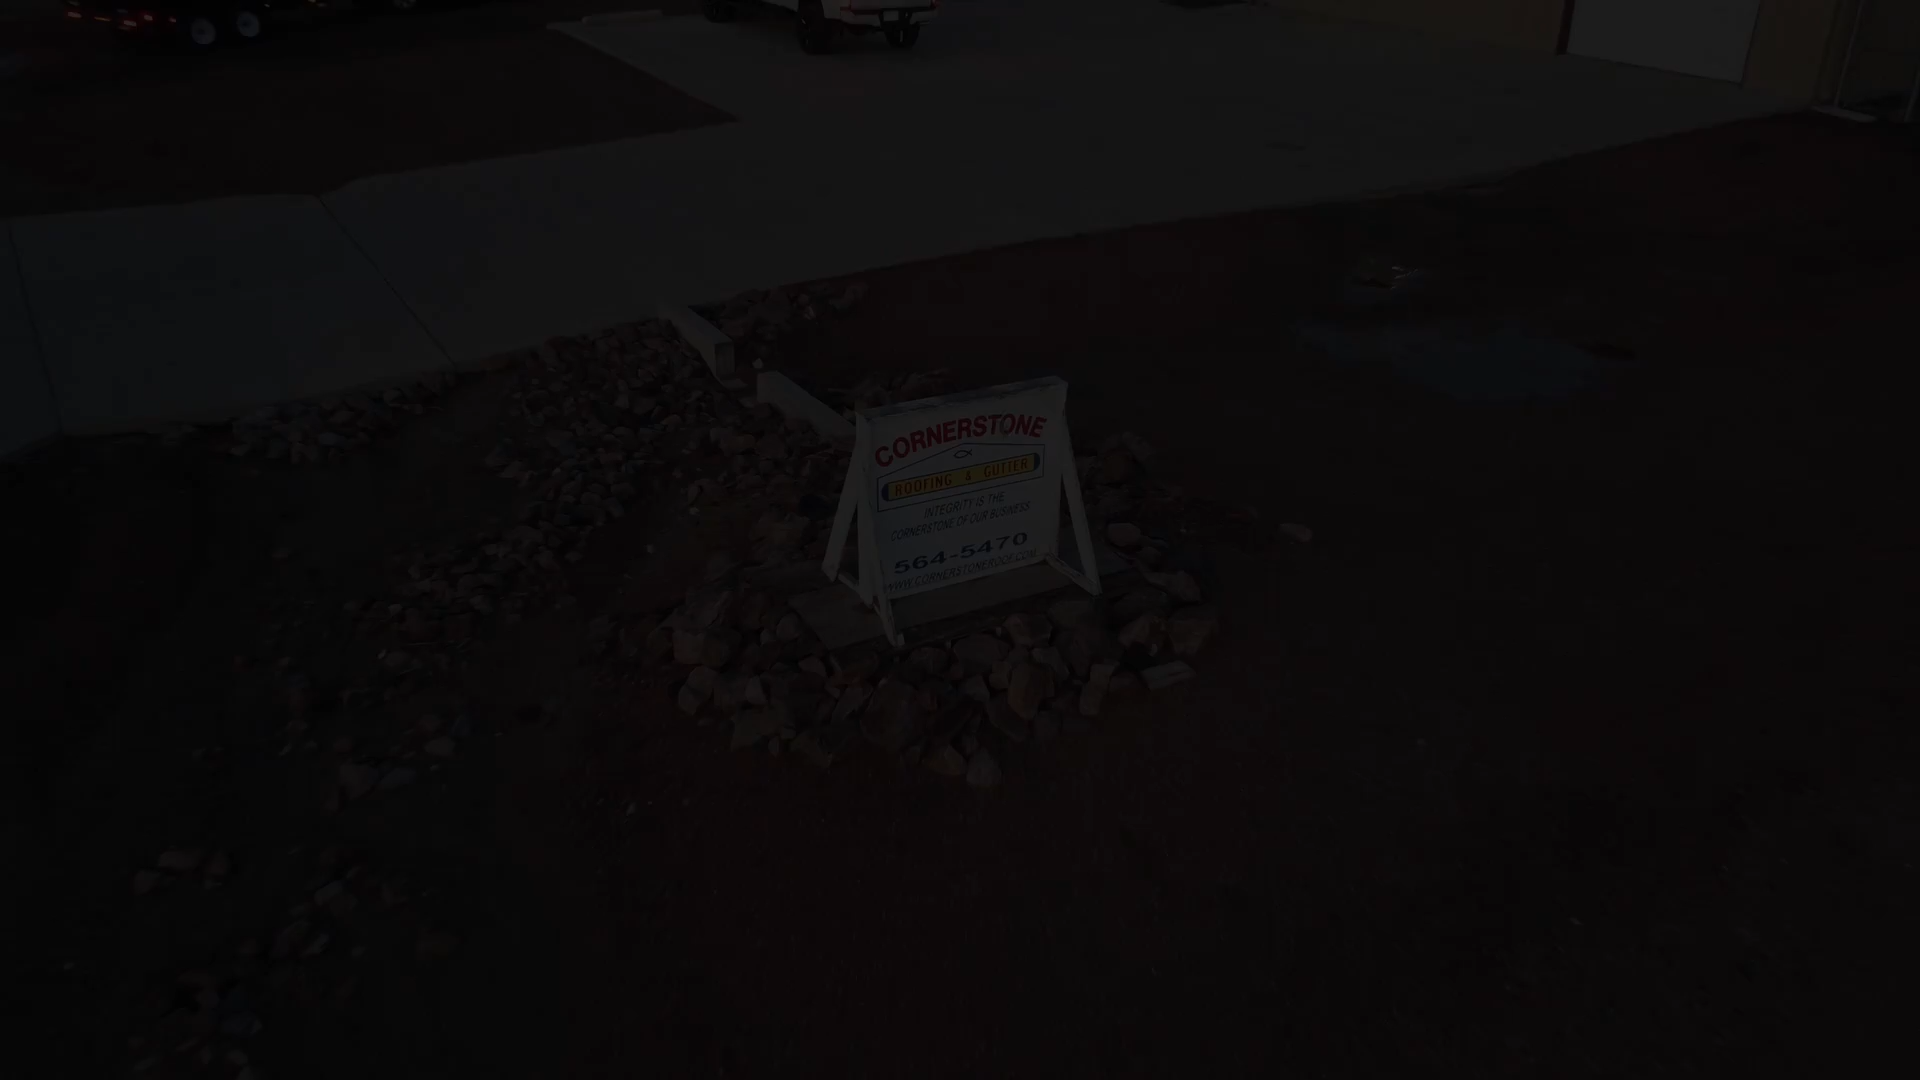 CORNERSTONE
ROOFING & GUTTER
INTEGRITY IS THE
CORNERSTONE OF OUR BUSINESS
564-5470
WWW.CORNERSTONEROOF.COM